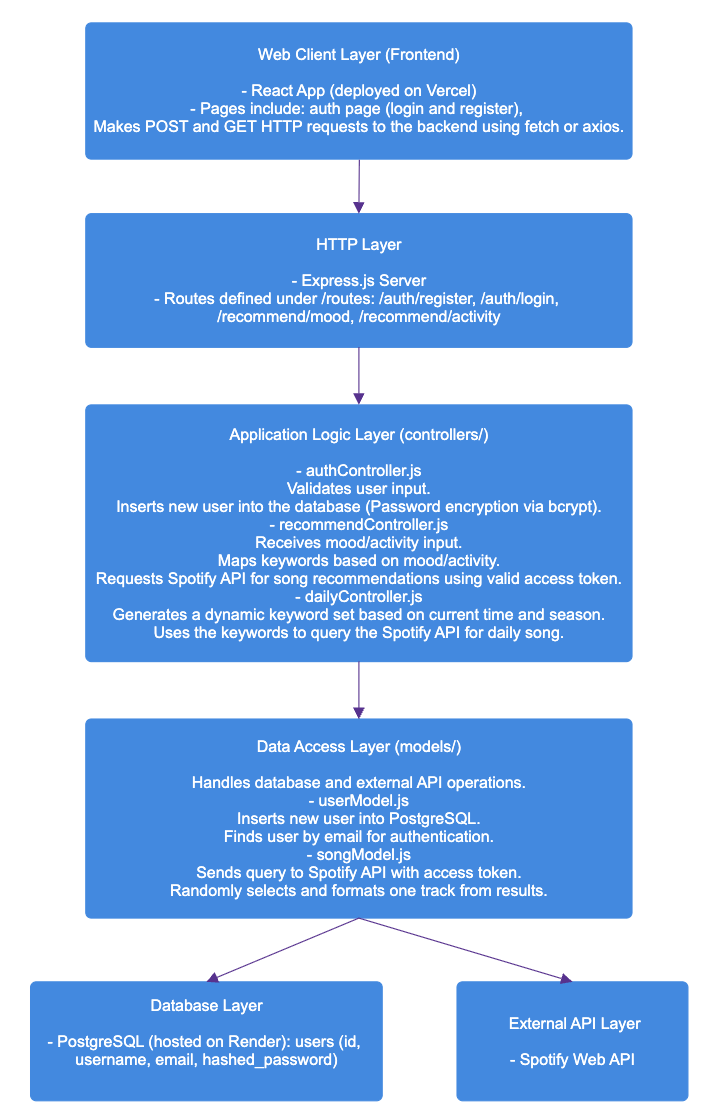 Web Client Layer (Frontend)
- React App (deployed on Vercel)
- Pages include: auth page (login and register),
Makes POST and GET HTTP requests to the backend using fetch or axios.
HTTP Layer
- Express.js Server
- Routes defined under /routes: /auth/register, /auth/login,
/recommend/mood, /recommend/activity
Application Logic Layer (controllers/)
- authController.js
Validates user input.
Inserts new user into the database (Password encryption via bcrypt).
- recommendController.js
Receives mood/activity input.
Maps keywords based on mood/activity.
Requests Spotify API for song recommendations using valid access token.
- dailyController.js
Generates a dynamic keyword set based on current time and season.
Uses the keywords to query the Spotify API for daily song.
Data Access Layer (models/)
Handles database and external API operations.
- userModel.js
Inserts new user into PostgreSQL.
Finds user by email for authentication.
- songModel.js
Sends query to Spotify API with access token.
Randomly selects and formats one track from results.
Database Layer
- PostgreSQL (hosted on Render): users (id,
username, email, hashed_password)
External API Layer
- Spotify Web API